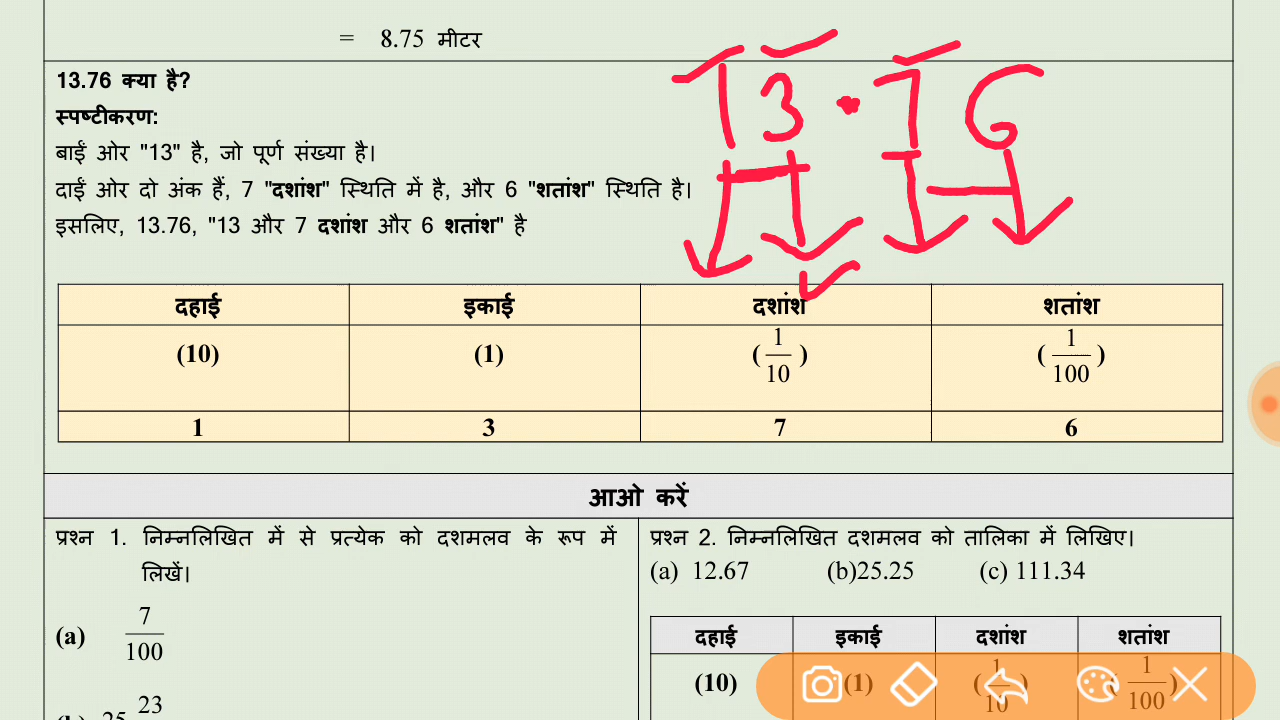 = 8.75 मीटर
13.76 क्या है?
स्पष्टीकरण:
बाईं ओर "13" है, जो पूर्ण संख्या है।
दाईं ओर दो अंक हैं, 7 "दशांश" स्थिति में है, और 6 "शतांश" स्थिति है।
इसलिए, 13.76, "13 और 7 दशांश और 6 शतांश" है
13.76
दहाई इकाई दशांश शतांश
(10) (1) (1/10) (1/100)
1 3 7 6
आओ करें
प्रश्न 1. निम्नलिखित में से प्रत्येक को दशमलव के रूप में
लिखें।
(a) 7/100
प्रश्न 2. निम्नलिखित दशमलव को तालिका में लिखिए।
(a) 12.67 (b)25.25 (c) 111.34
दहाई इकाई दशांश शतांश
(10) (1) (1/10) (1/100)